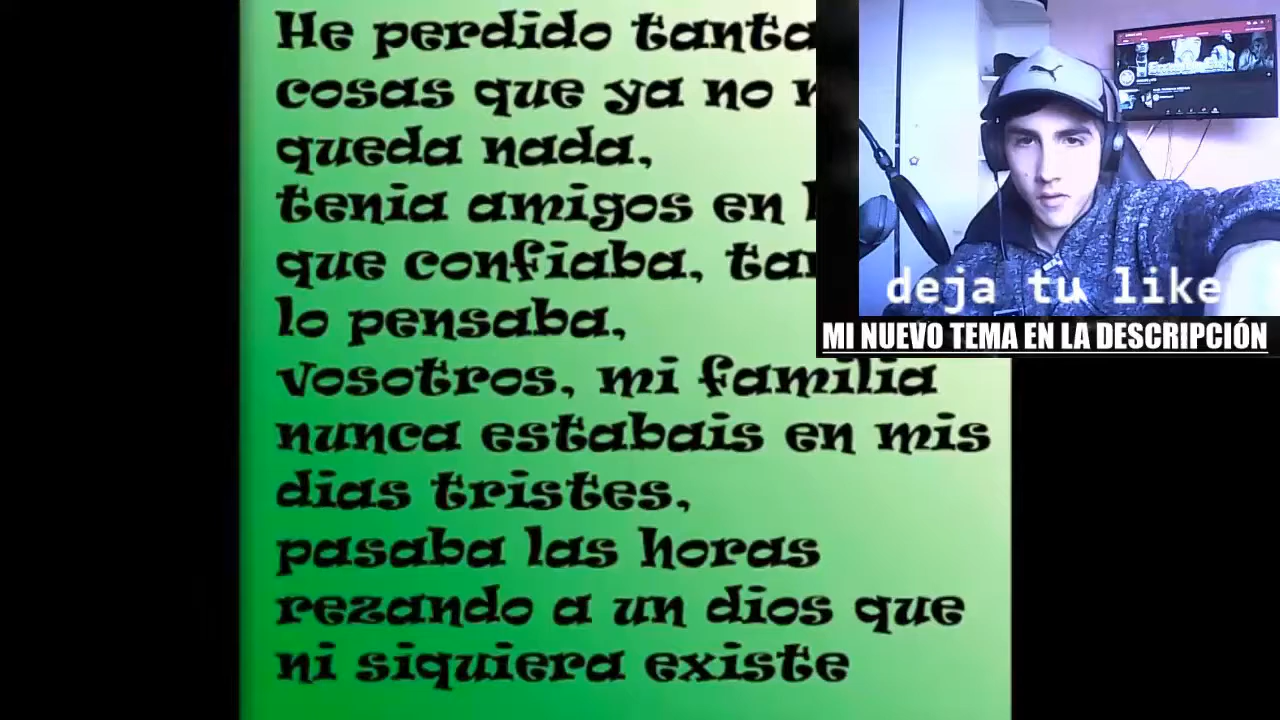 He perdido
cosas que ya no
queda nada,
tenia amigos en
que confiaba,
lo pensaba,
vosotros, mi familia
nunca estabais en mis
dias tristes,
pasaba las horas
rezando a un dios que
ni siquiera existe
deja tu like
MI NUEVO TEMA EN LA DESCRIPCIÓN